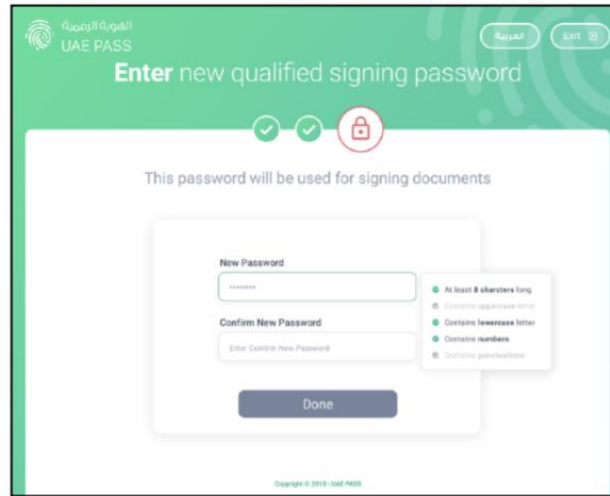 الهوية الرقمية
UAE PASS
العربية
Exit
Enter new qualified signing password
This password will be used for signing documents
New Password
********
At least 8 charsters long
Contains uppercase letter
Contains lowercase letter
Contains numbers
Contains punctuations
Confirm New Password
Enter Confirm New Password
Done
Copyright © 2019 - UAE PASS